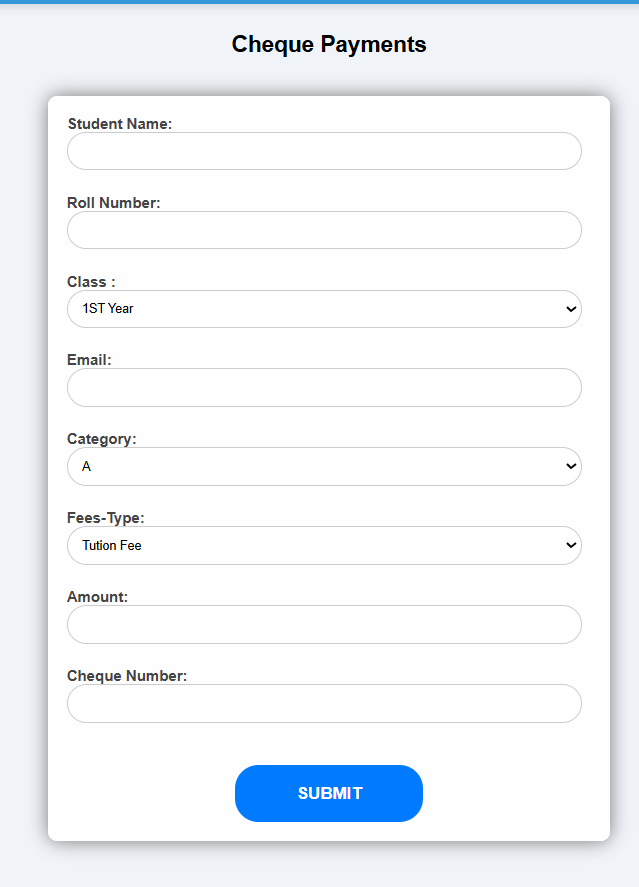 Cheque Payments
Student Name:
Roll Number:
Class :
1ST Year
Email:
Category:
A
Fees-Type:
Tution Fee
Amount:
Cheque Number:
SUBMIT